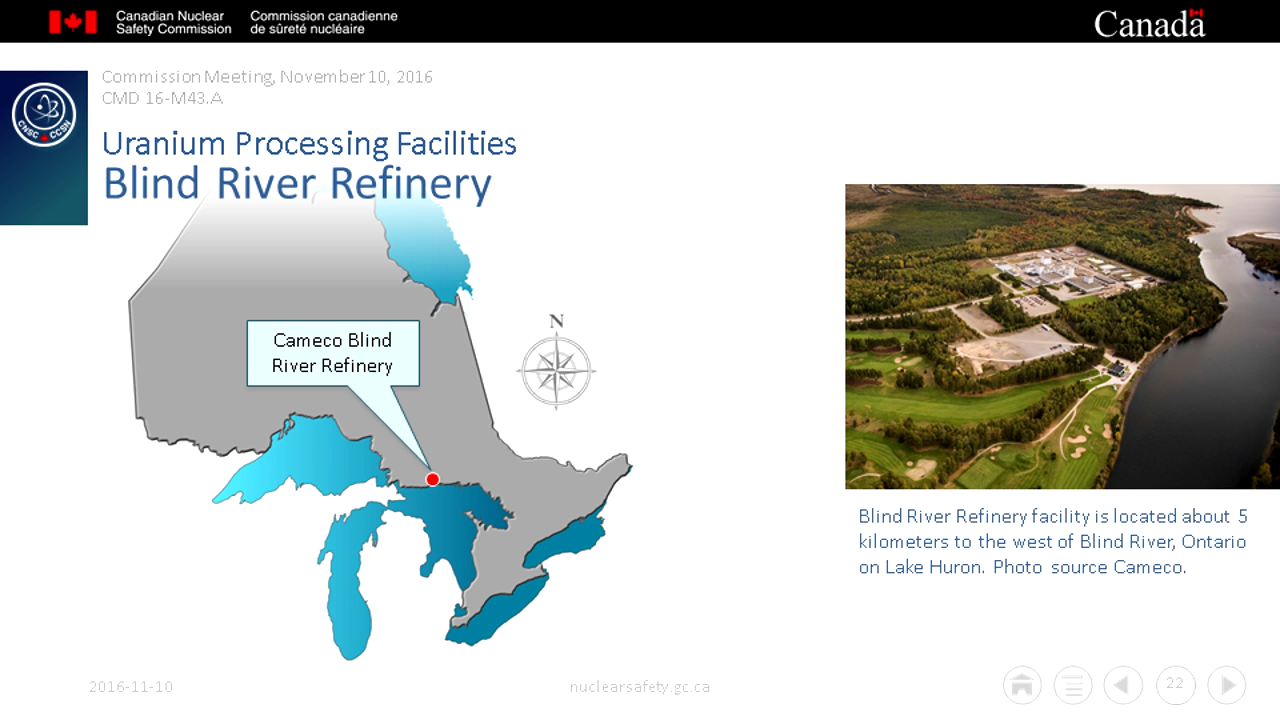 Canadian Nuclear
Safety Commission
Commission canadienne
de sûreté nucléaire
Canada
Commission Meeting, November 10, 2016
CMD 16-M43.A
CNSC CCSN
Uranium Processing Facilities
Blind River Refinery
Cameco Blind
River Refinery
N
Blind River Refinery facility is located about 5
kilometers to the west of Blind River, Ontario
on Lake Huron. Photo source Cameco.
2016-11-10
nuclearsafety.gc.ca
22